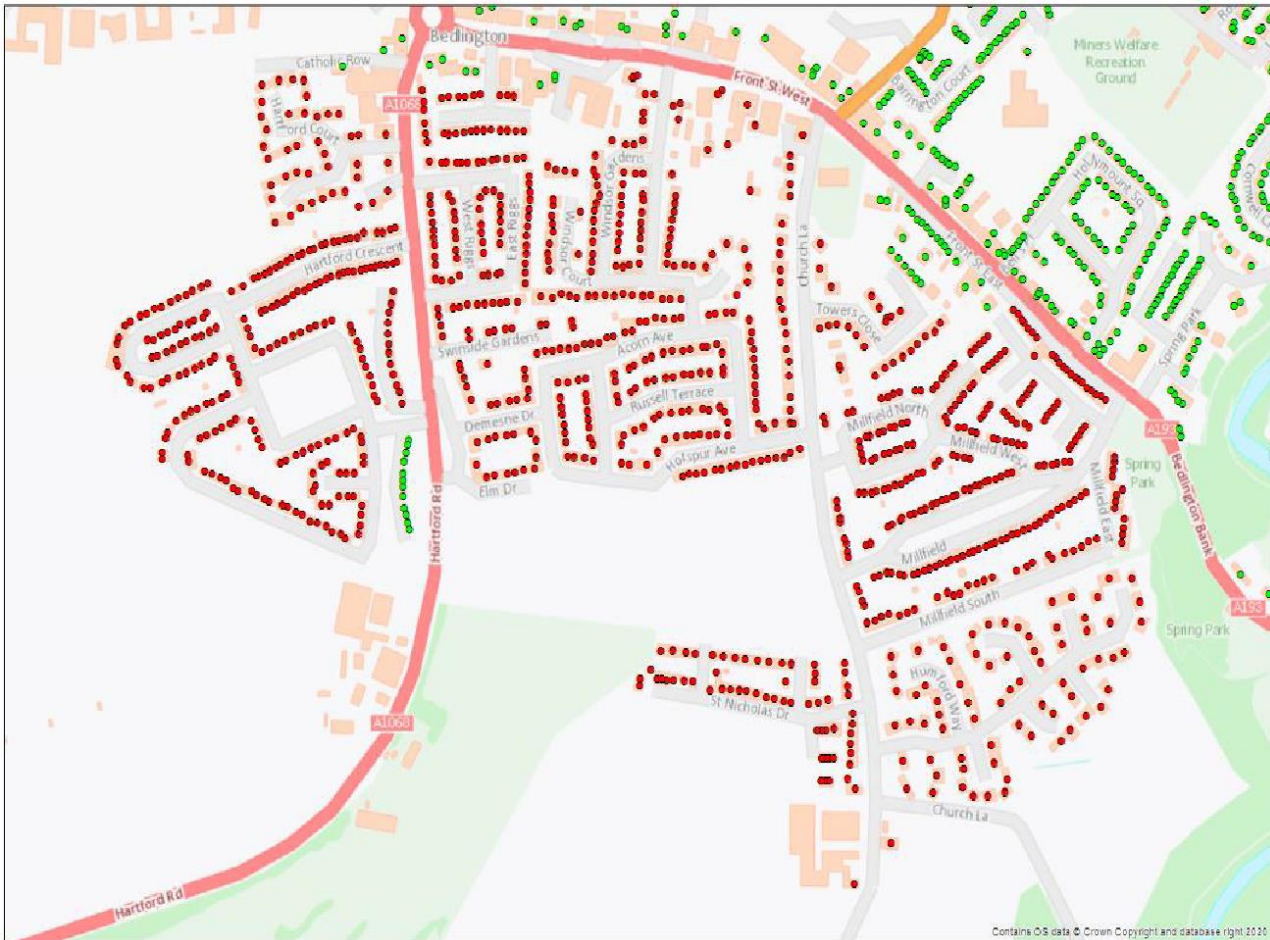 Bedlington
Catholic Row
Miners Welfare
Recreation
Ground
Front St West
A1068
Barrington Court
Hartford Court
Hollymount Sq
Windsor Gardens
West Riggs
East Riggs
Windsor
Court
Church La
Front St East
Hartford Crescent
Towers Close
Spring Park
Swinside Gardens
Acorn Ave
Russell Terrace
Demesne Dr
Millfield North
Millfield West
A193
Hotspur Ave
Elm Dr
Spring
Park
Millfield East
Bedlington Bank
Hartford Rd
Millfield
Millfield South
A193
Spring Park
Humford Way
St Nicholas Dr
A1068
Church La
Hartford Rd
Contains OS data © Crown Copyright and database right 2020